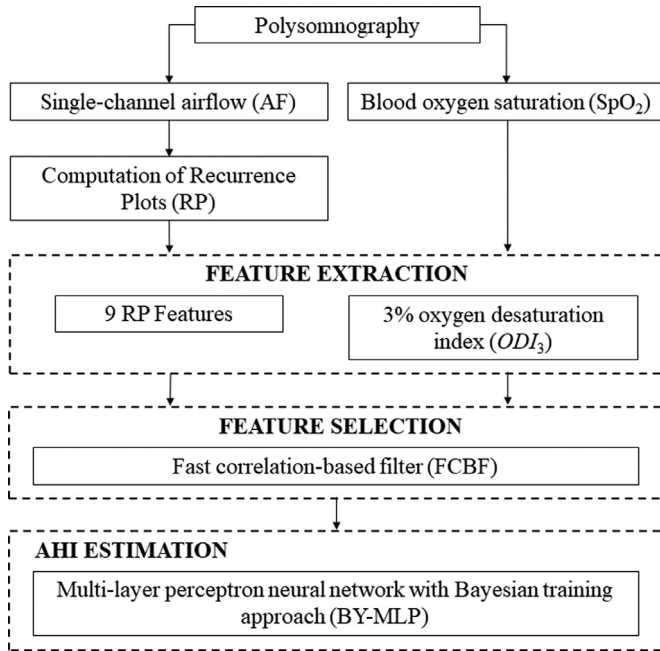 Polysomnography
Single-channel airflow (AF)
Blood oxygen saturation (SpO₂)
Computation of Recurrence
Plots (RP)
FEATURE EXTRACTION
9 RP Features
3% oxygen desaturation
index (ODI₃)
FEATURE SELECTION
Fast correlation-based filter (FCBF)
AHI ESTIMATION
Multi-layer perceptron neural network with Bayesian training
approach (BY-MLP)